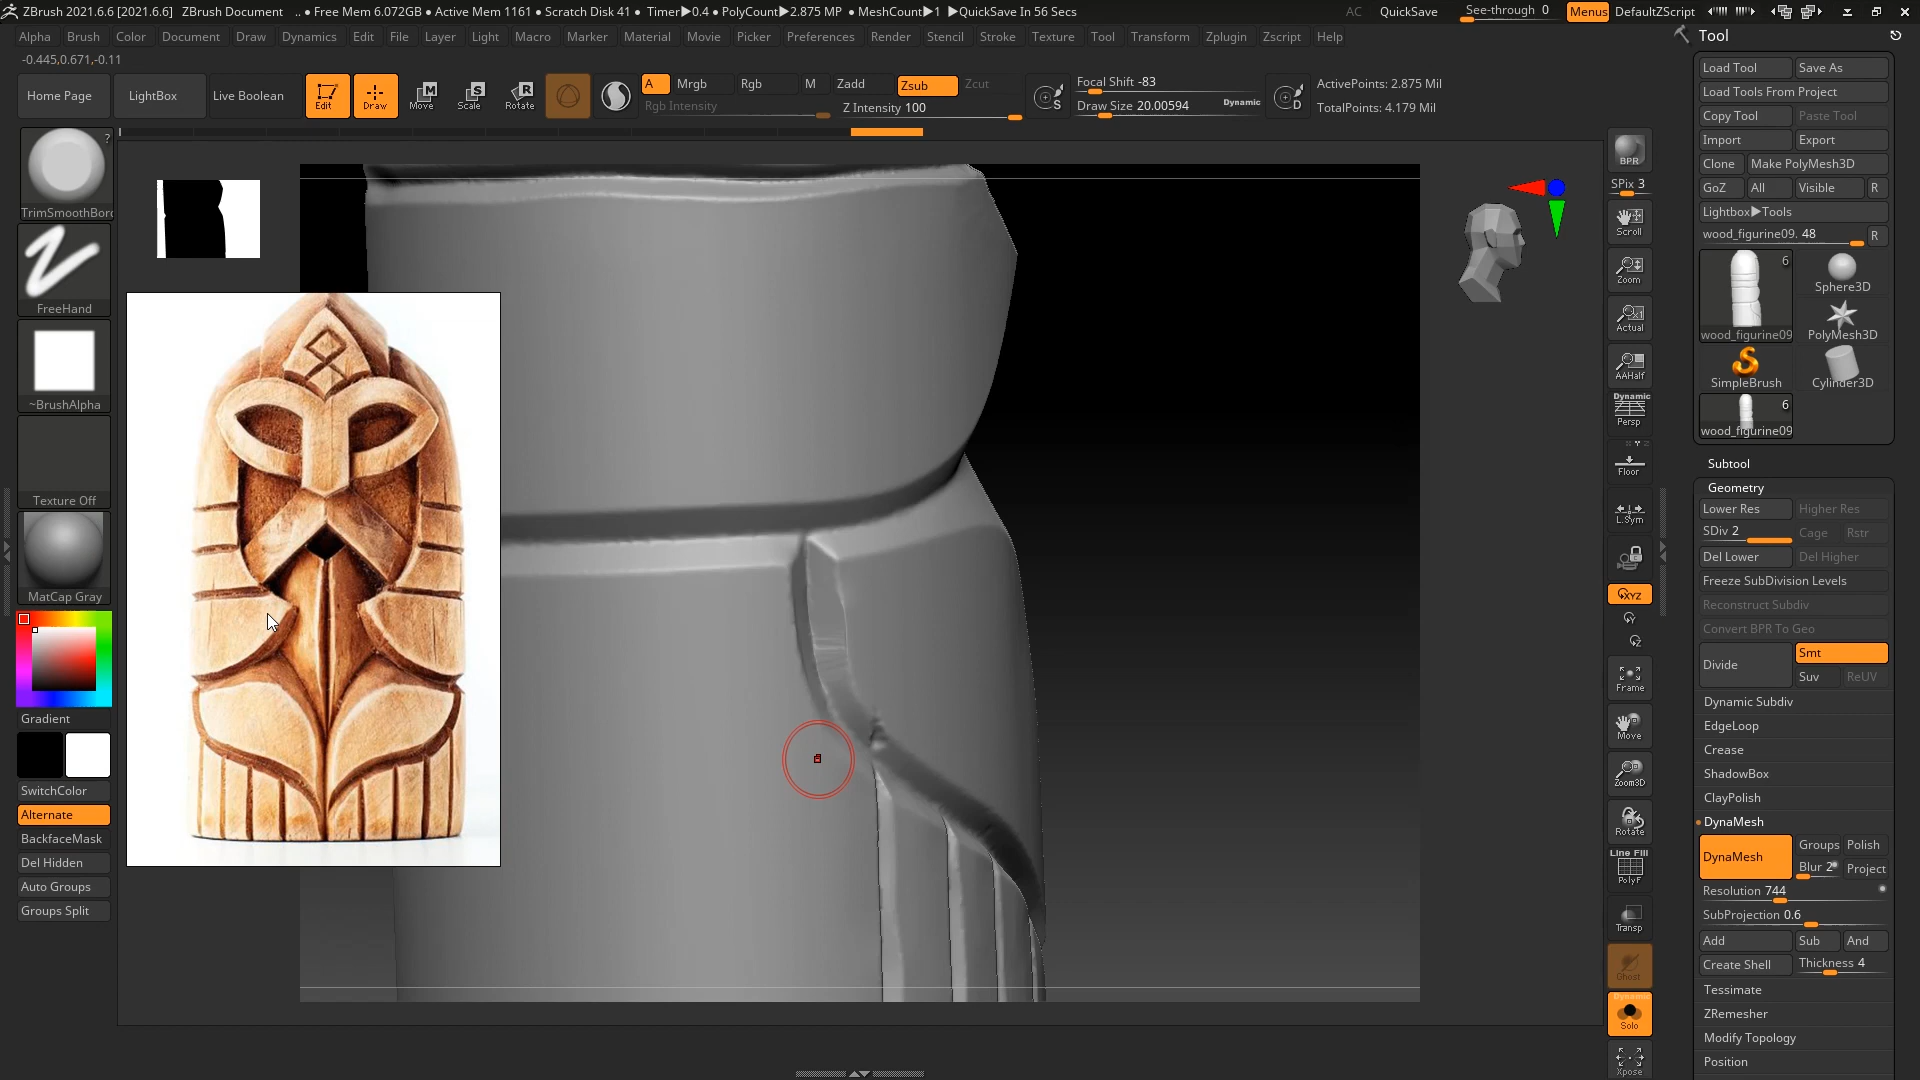 ZBrush 2021.6.6 [2021.6.6] ZBrush Document .. • Free Mem 6.072GB • Active Mem 1161 • Scratch Disk 41 • Timer▶0.4 • PolyCount▶2.875 MP • MeshCount▶1 ▶QuickSave In 56 Secs AC QuickSave See-through 0 Menus DefaultZScript
Alpha Brush Color Document Draw Dynamics Edit File Layer Light Macro Marker Material Movie Picker Preferences Render Stencil Stroke Texture Tool Transform Zplugin Zscript Help
Tool
-0.445,0.671,-0.11
Home Page LightBox Live Boolean Edit Draw Move Scale Rotate A Mrgb Rgb M Zadd Zsub Zcut
Rgb Intensity Z Intensity 100
Focal Shift -83
Draw Size 20.00594 Dynamic
ActivePoints: 2.875 Mil
TotalPoints: 4.179 Mil
TrimSmoothBord
FreeHand
~BrushAlpha
Texture Off
MatCap Gray
Gradient
SwitchColor
Alternate
BackfaceMask
Del Hidden
Auto Groups
Groups Split
BPR
SPix 3
Scroll
Zoom
Actual
AAHalf
Dynamic
Persp
Floor
L.Sym
XYZ
Y
Z
Frame
Move
Zoom3D
Rotate
Line Fill
PolyF
Transp
Ghost
Dynamic
Solo
Xpose
Load Tool Save As
Load Tools From Project
Copy Tool Paste Tool
Import Export
Clone Make PolyMesh3D
GoZ All Visible R
Lightbox▶Tools
wood_figurine09. 48 R
6
Sphere3D
wood_figurine09 PolyMesh3D
SimpleBrush Cylinder3D
6
wood_figurine09
Subtool
Geometry
Lower Res Higher Res
SDiv 2 Cage Rstr
Del Lower Del Higher
Freeze SubDivision Levels
Reconstruct Subdiv
Convert BPR To Geo
Divide Smt
Suv ReUV
Dynamic Subdiv
EdgeLoop
Crease
ShadowBox
ClayPolish
DynaMesh
DynaMesh Groups Polish
Blur 2 Project
Resolution 744
SubProjection 0.6
Add Sub And
Create Shell Thickness 4
Tessimate
ZRemesher
Modify Topology
Position